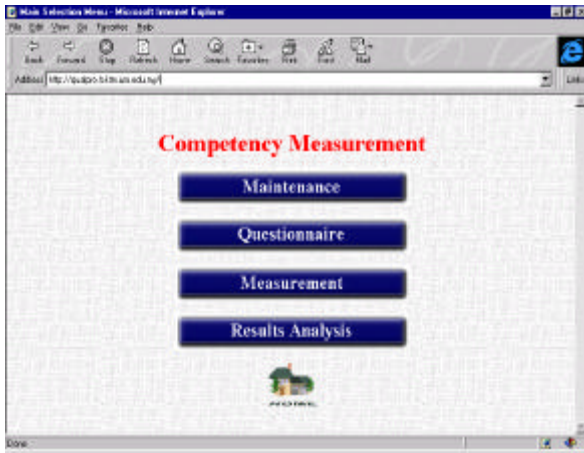 Main Selection Menu - Microsoft Internet Explorer
File Edit View Go Favorites Help
Back Forward Stop Refresh Home Search Favorites Print Font Mail
Address
Links
Competency Measurement
Maintenance
Questionnaire
Measurement
Results Analysis
HOME
Done